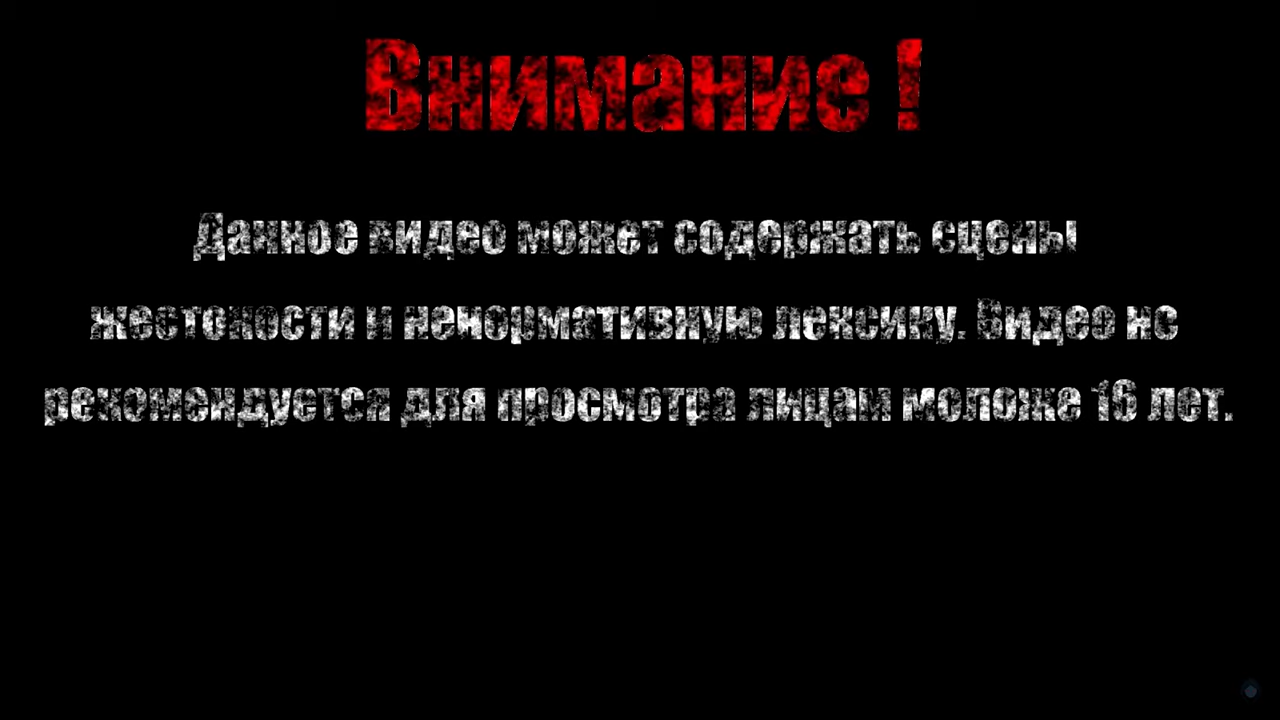 Внимание !
Данное видео может содержать сцены
жестокости и ненормативную лексику. Видео не
рекомендуется для просмотра лицам моложе 16 лет.